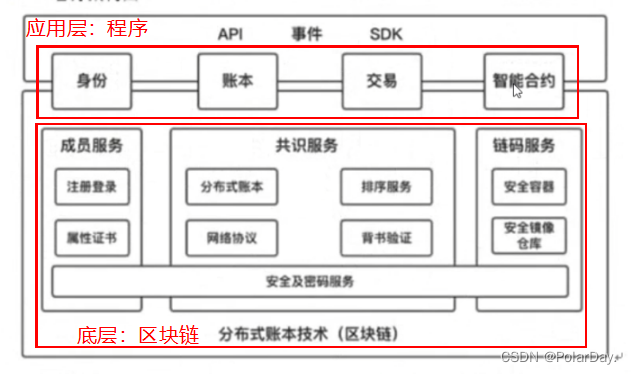 应用层：程序
API 事件 SDK
身份 账本 交易 智能合约
成员服务 共识服务 链码服务
注册登录 分布式账本 排序服务 安全容器
属性证书 网络协议 背书验证 安全镜像
仓库
安全及密码服务
底层：区块链 分布式账本技术（区块链）
CSDN @PolarDay.